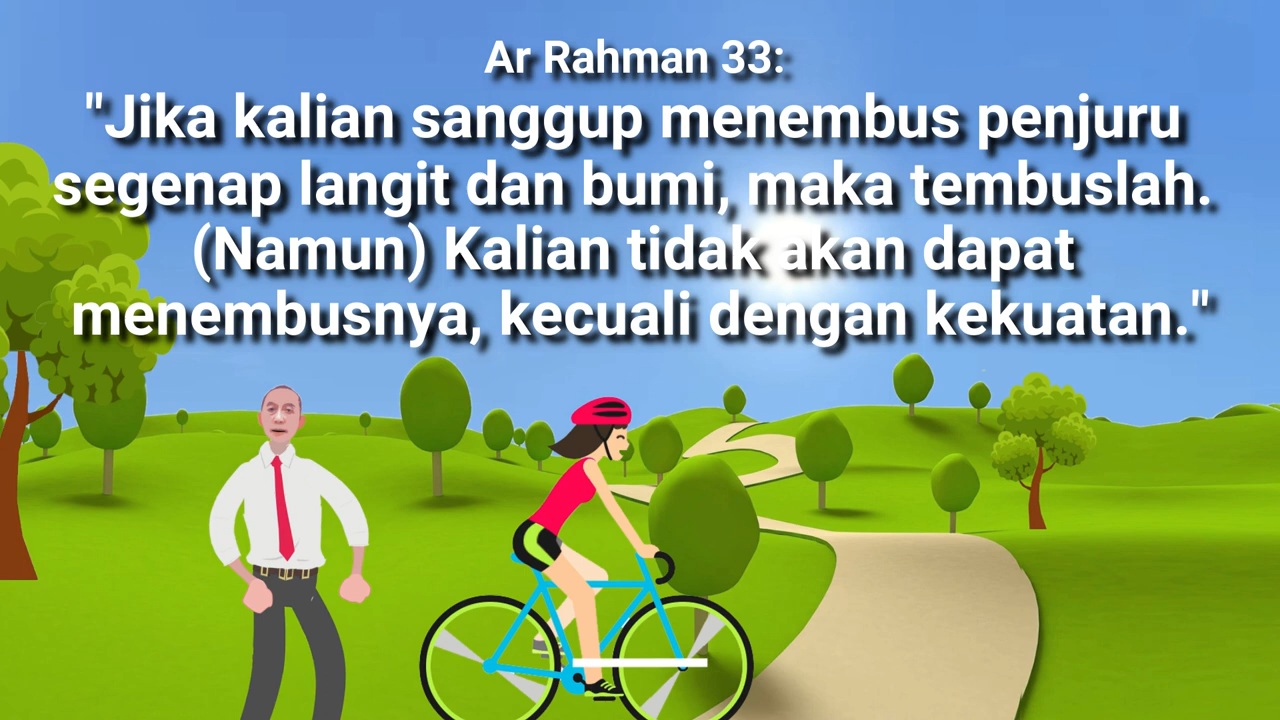 Ar Rahman 33:
"Jika kalian sanggup menembus penjuru
segenap langit dan bumi, maka tembuslah.
(Namun) Kalian tidak akan dapat
menembusnya, kecuali dengan kekuatan."